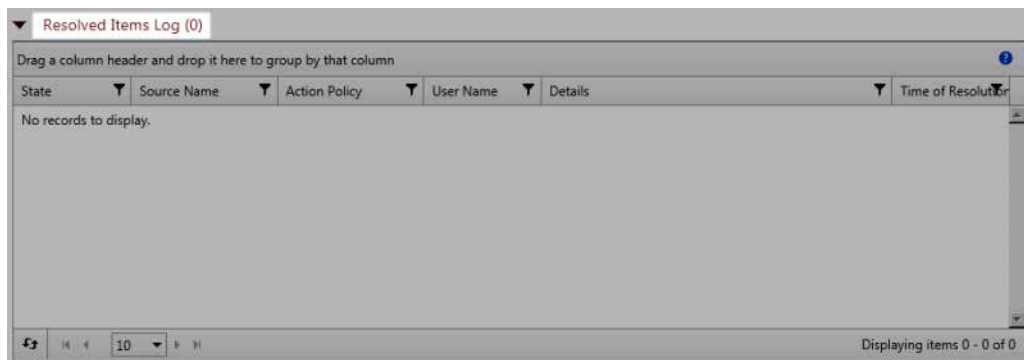 Resolved Items Log (0)
Drag a column header and drop it here to group by that column
State Source Name Action Policy User Name Details Time of Resolution
No records to display.
10 Displaying items 0 - 0 of 0